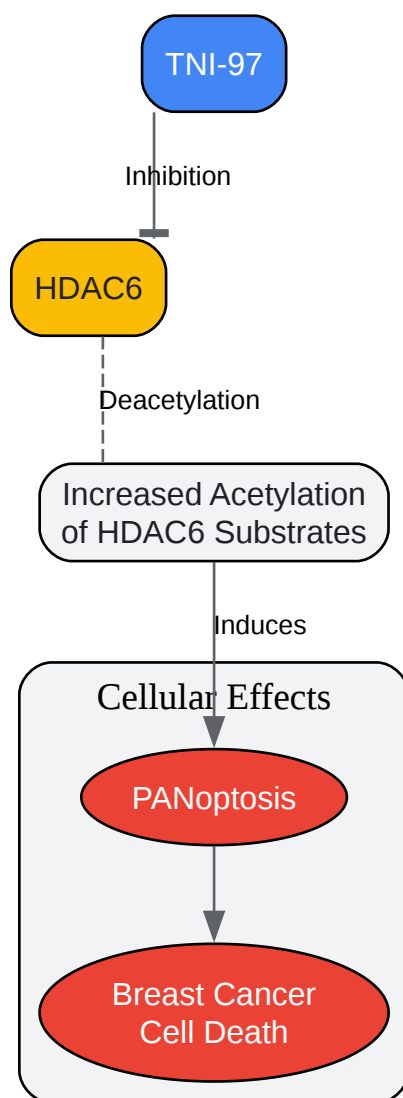 TNI-97
Inhibition
HDAC6
Deacetylation
Increased Acetylation
of HDAC6 Substrates
Induces
Cellular Effects
PANoptosis
Breast Cancer
Cell Death